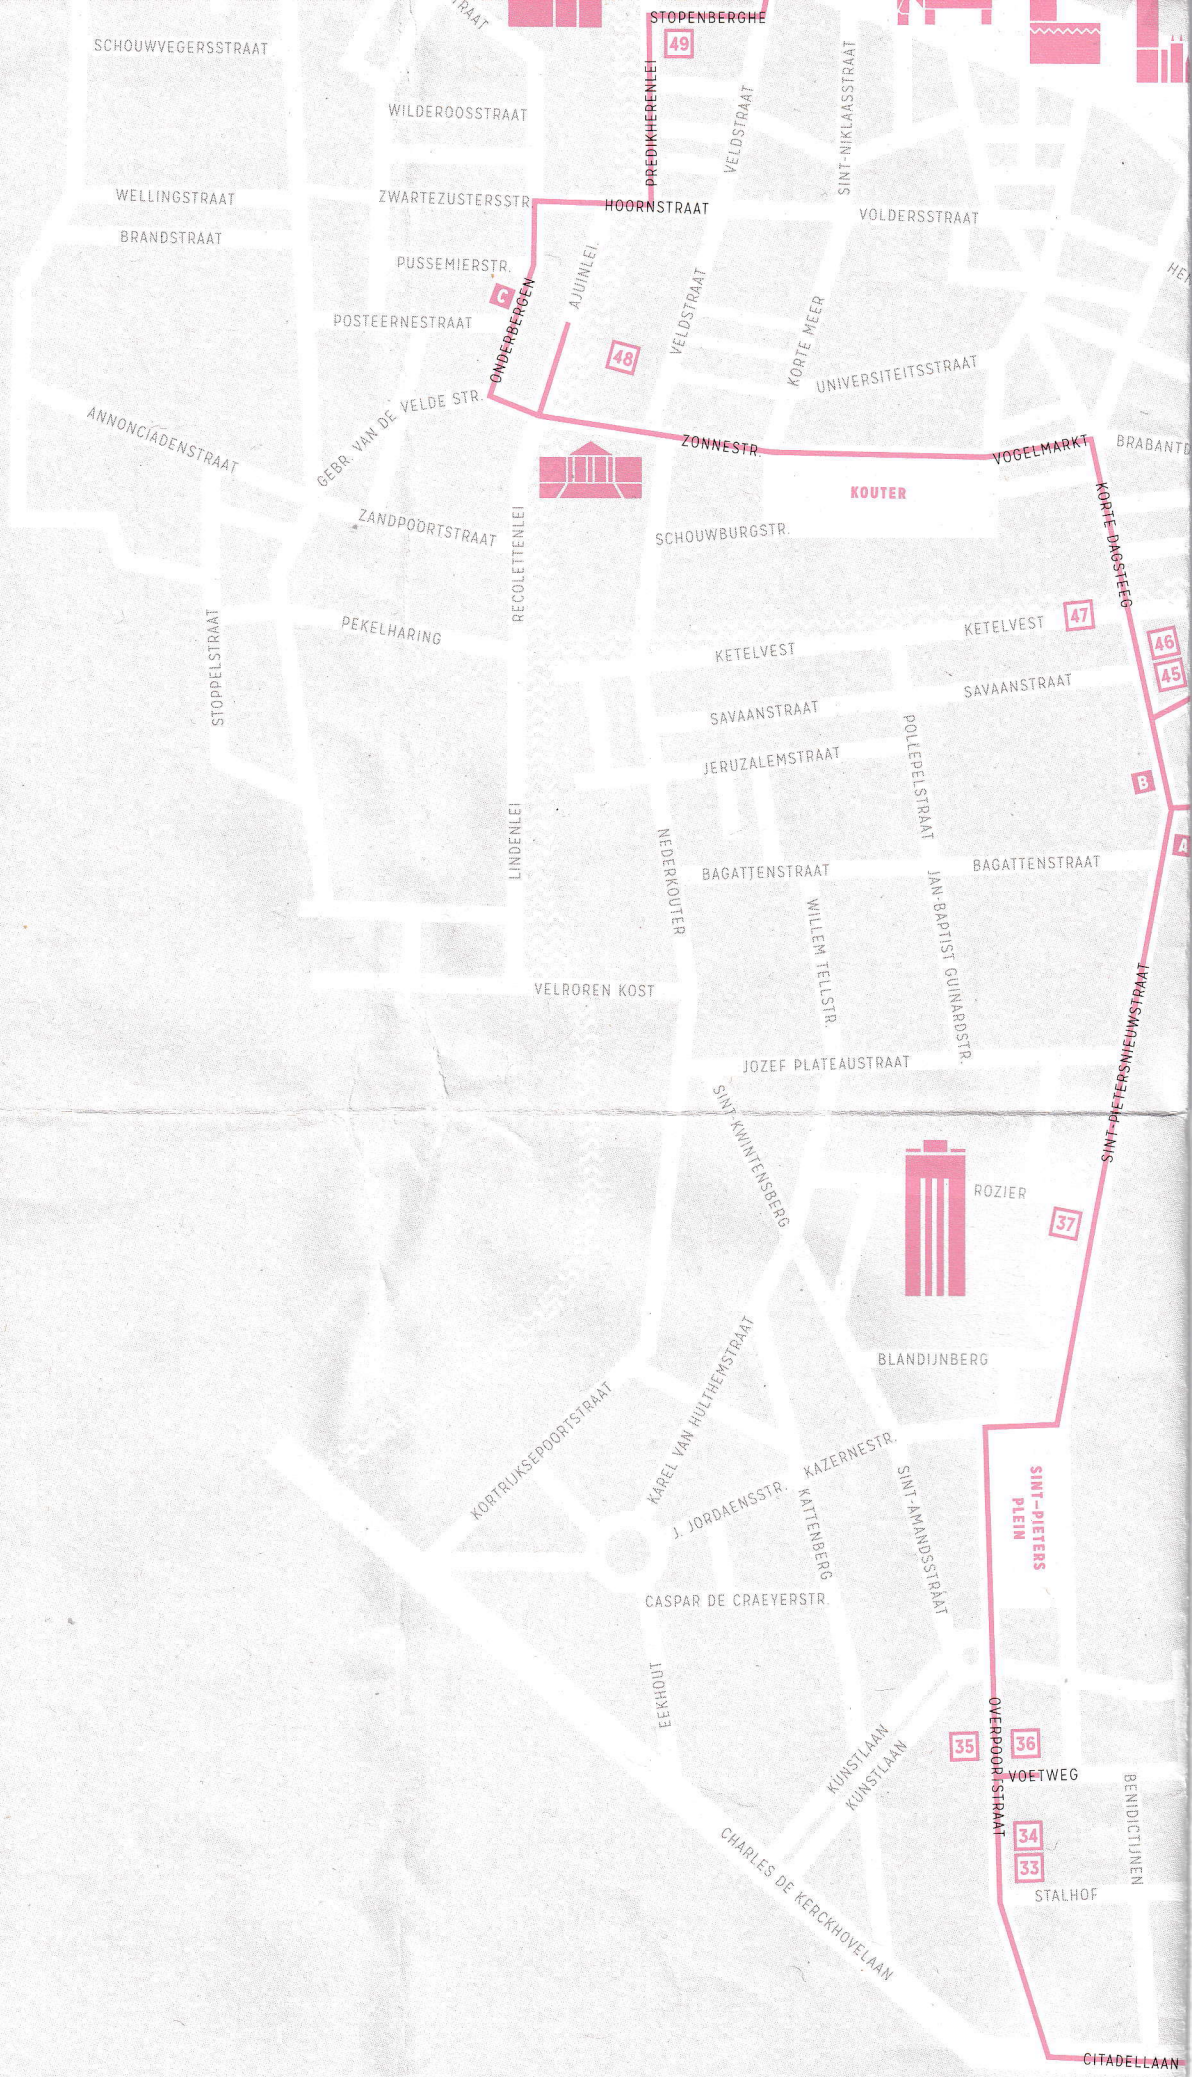 STOPENBERGHE
49
SCHOUWVEGERSSTRAAT
WILDEROOSSTRAAT
PREDIKHERENLEI
VELDSTRAAT
SINT-NIKLAASSTRAAT
WELLINGSTRAAT
ZWARTEZUSTERSSTR.
HOORNSTRAAT
VOLDERSSTRAAT
BRANDSTRAAT
PUSSEMIERSTR.
AJUINLEI
C
ONDERBERGEN
POSTEERNESTRAAT
VELDSTRAAT
KORTE MEER
48
UNIVERSITEITSSTRAAT
ANNONCIADENSTRAAT
GEBR. VAN DE VELDE STR.
ZONNESTR.
VOGELMARKT
KOUTER
KORTE DAGSTEEG
ZANDPOORTSTRAAT
RECOLETTENLEI
SCHOUWBURGSTR.
PEKELHARING
STOPPELSTRAAT
KETELVEST
KETELVEST
47
46
45
SAVAANSTRAAT
SAVAANSTRAAT
JERUZALEMSTRAAT
POLLEPELSTRAAT
B
LINDENLEI
NEDERKOUTER
A
BAGATTENSTRAAT
BAGATTENSTRAAT
WILLEM TELLSTR.
JAN-BAPTIST GUINARDSTR.
VELROREN KOST
SINT-PIETERSNIEUWSTRAAT
JOZEF PLATEAUSTRAAT
SINT-KWINTENSBERG
ROZIER
37
BLANDIJNBERG
KAREL VAN HULTHEMSTRAAT
KORTRIJKSEPOORTSTRAAT
KAZERNESTR.
J. JORDAENSSTR.
KATTENBERG
SINT-AMANDSSTRAAT
SINT-PIETERS
PLEIN
CASPAR DE CRAEYERSTR.
EEKHOUT
KUNSTLAAN
KUNSTLAAN
OVERPOORTSTRAAT
35
36
VOETWEG
BENIDICTIJNEN
34
33
STALHOF
CHARLES DE KERCKHOVELAAN
CITADELLAAN